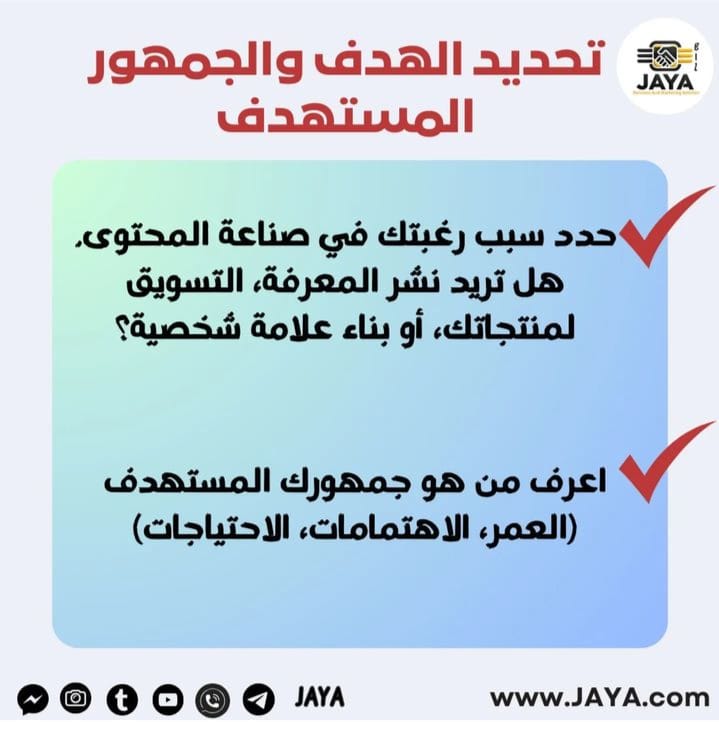 تحديد الهدف والجمهور
المستهدف
BIZ
JAYA
حدد سبب رغبتك في صناعة المحتوى.
هل تريد نشر المعرفة، التسويق
لمنتجاتك، أو بناء علامة شخصية؟
اعرف من هو جمهورك المستهدف
(العمر، الاهتمامات، الاحتياجات)
JAYA
www.JAYA.com